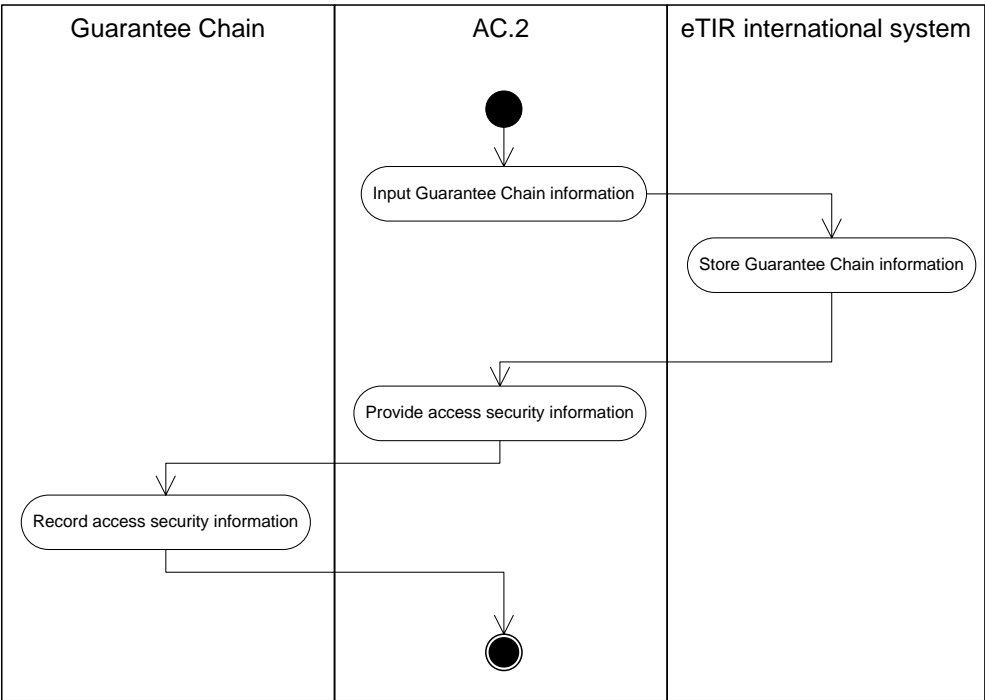 Guarantee Chain
AC.2
eTIR international system
Input Guarantee Chain information
Store Guarantee Chain information
Provide access security information
Record access security information